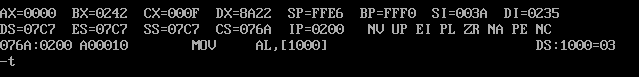 AX=0000 BX=0242 CX=000F DX=8A22 SP=FFE6 BP=FFF0 SI=003A DI=0235
DS=07C7 ES=07C7 SS=07C7 CS=076A IP=0200 NV UP EI PL ZR NA PE NC
076A:0200 A00010 MOV AL,[1000] DS:1000=03
-t